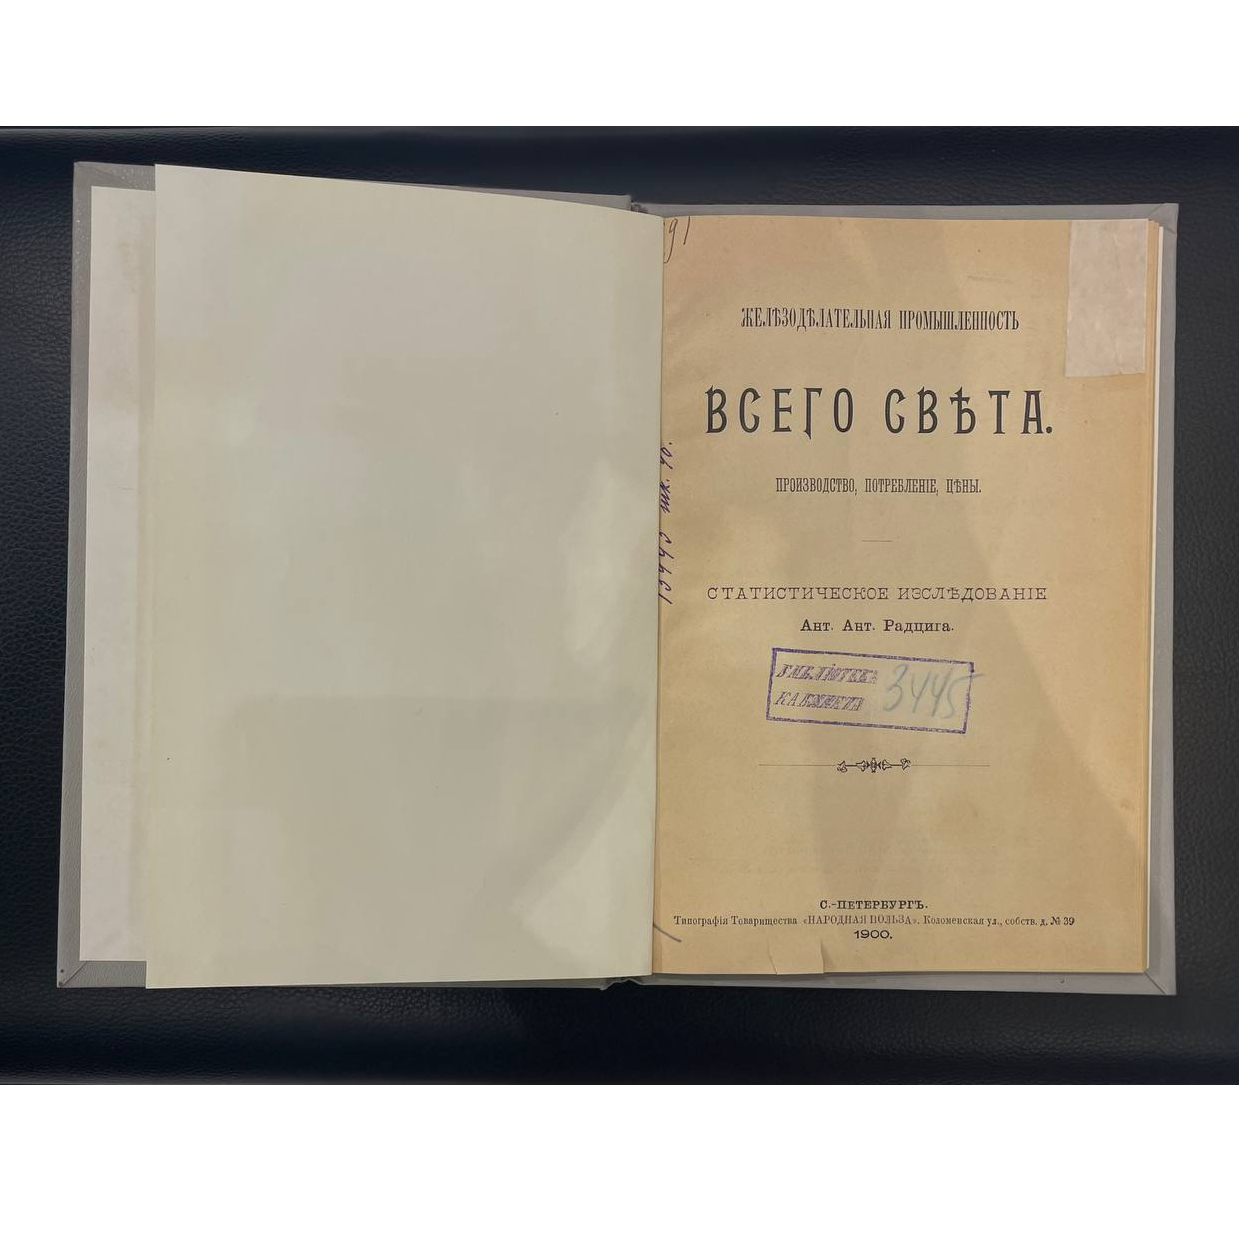 91
ЖЕЛѢЗОДѢЛАТЕЛЬНАЯ ПРОМЫШЛЕННОСТЬ
ВСЕГО СВѢТА.
ПРОИЗВОДСТВО, ПОТРЕБЛЕНІЕ, ЦѢНЫ.
СТАТИСТИЧЕСКОЕ ИЗСЛѢДОВАНІЕ
Ант. Ант. Радцига.
3445
С.-ПЕТЕРБУРГЪ.
Типографія Товарищества «НАРОДНАЯ ПОЛЬЗА». Коломенская ул., собств. д. № 39
1900.